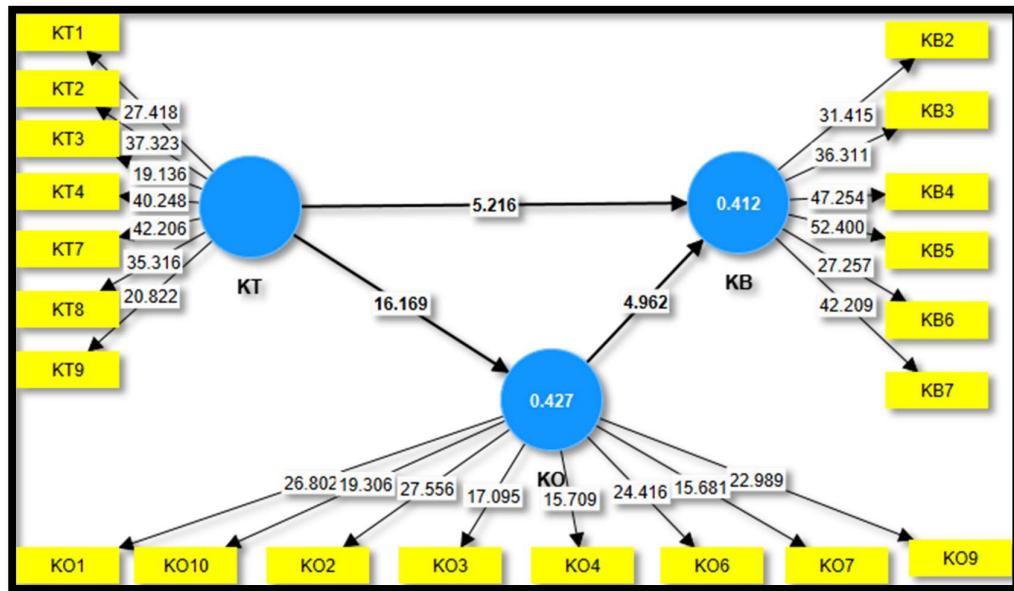 KT1
KT2
KT3
KT4
KT7
KT8
KT9
27.418
37.323
19.136
40.248
42.206
35.316
20.822
KT
5.216
16.169
4.962
0.412
KB
31.415
36.311
47.254
52.400
27.257
42.209
KB2
KB3
KB4
KB5
KB6
KB7
0.427
KO
26.802
19.306
27.556
17.095
15.709
24.416
15.681
22.989
KO1
KO10
KO2
KO3
KO4
KO6
KO7
KO9